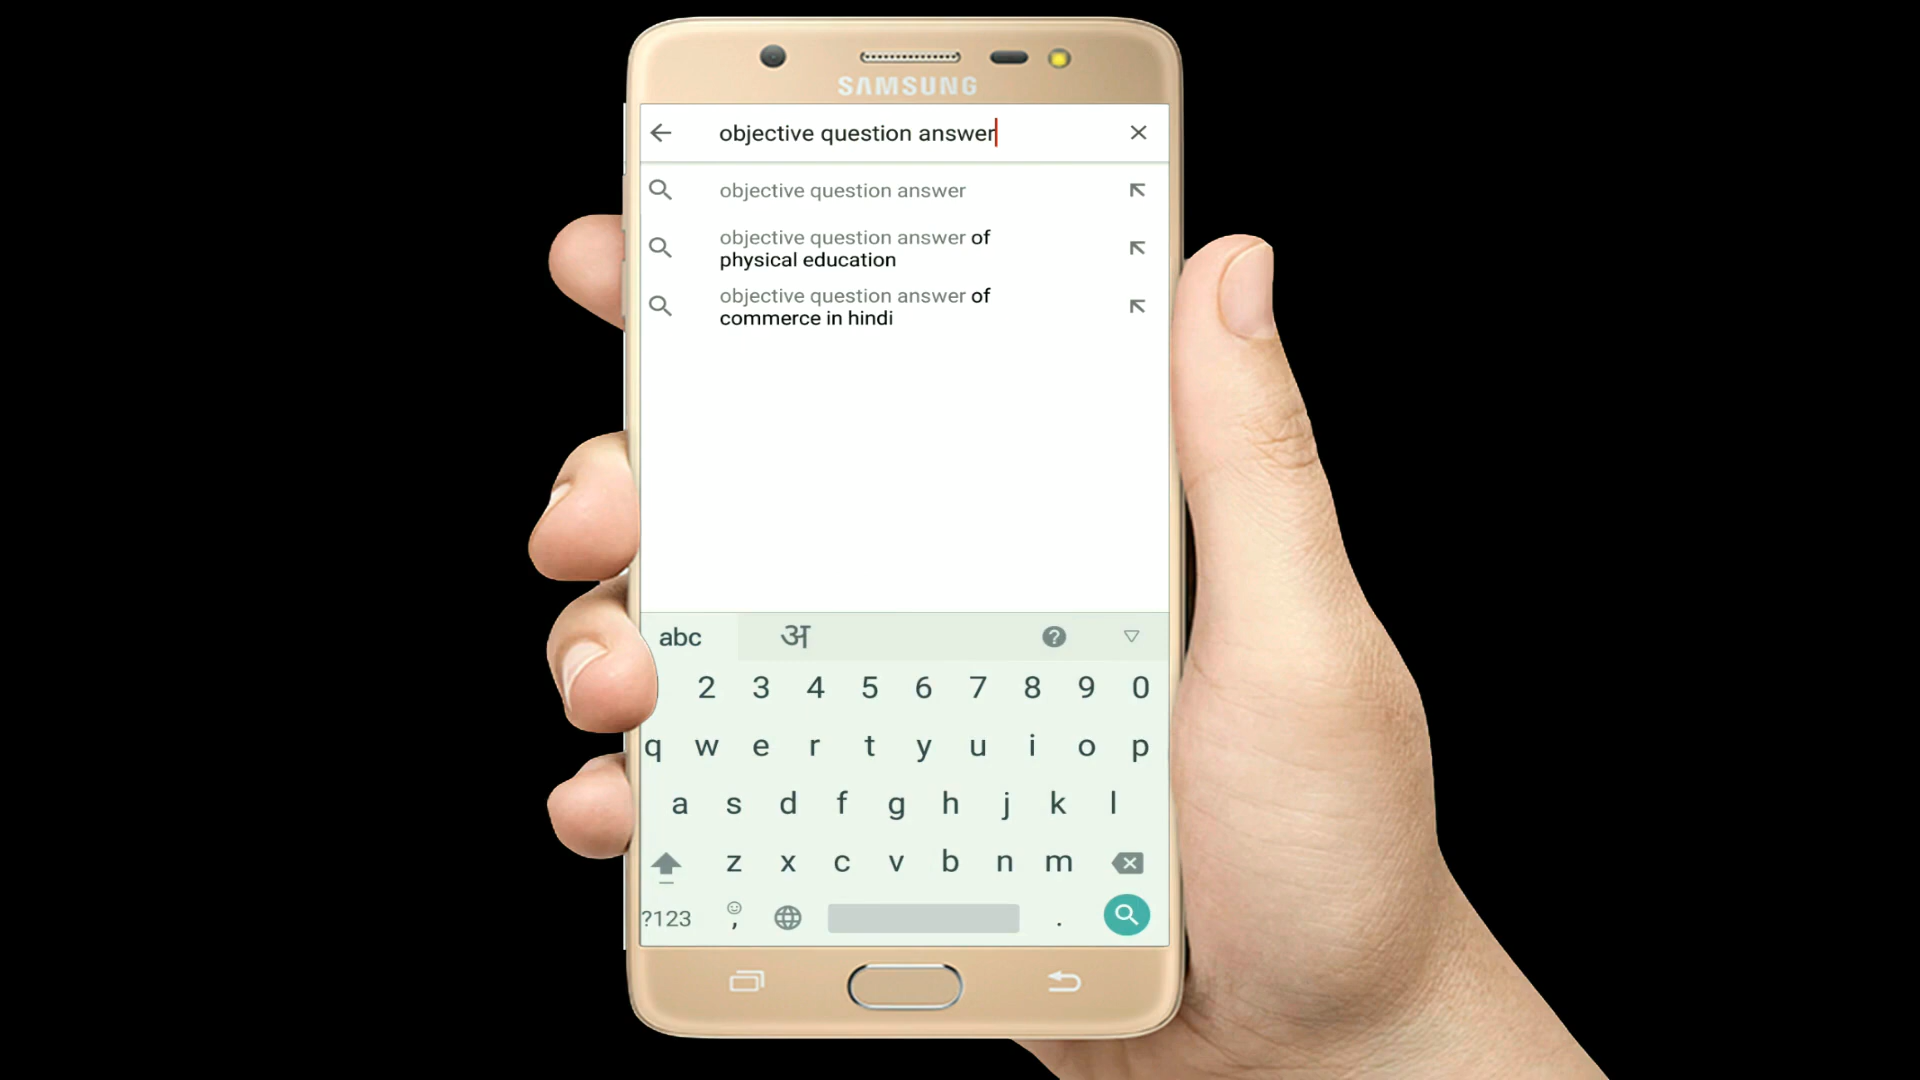 SAMSUNG
objective question answer
objective question answer
objective question answer of
physical education
objective question answer of
commerce in hindi
abc अ ?
2 3 4 5 6 7 8 9 0
q w e r t y u i o p
a s d f g h j k l
z x c v b n m
?123 , .